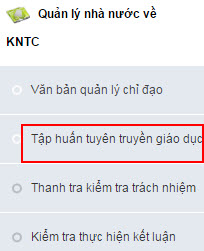 Quản lý nhà nước về
KNTC
Văn bản quản lý chỉ đạo
Tập huấn tuyên truyền giáo dục
Thanh tra kiểm tra trách nhiệm
Kiểm tra thực hiện kết luận